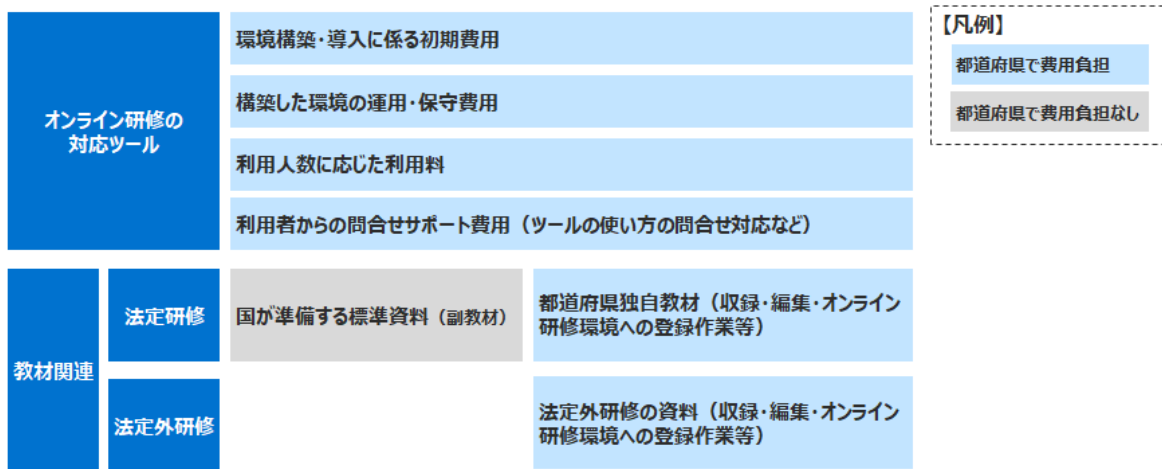 オンライン研修の
対応ツール
環境構築・導入に係る初期費用
構築した環境の運用・保守費用
利用人数に応じた利用料
利用者からの問合せサポート費用（ツールの使い方の問合せ対応など）
【凡例】
都道府県で費用負担
都道府県で費用負担なし
教材関連
法定研修
国が準備する標準資料（副教材）
都道府県独自教材（収録・編集・オンライン
研修環境への登録作業等）
法定外研修
法定外研修の資料（収録・編集・オンライン
研修環境への登録作業等）